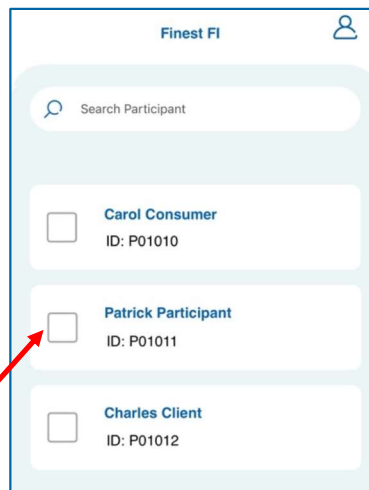 Finest FI
Search Participant
Carol Consumer
ID: P01010
Patrick Participant
ID: P01011
Charles Client
ID: P01012